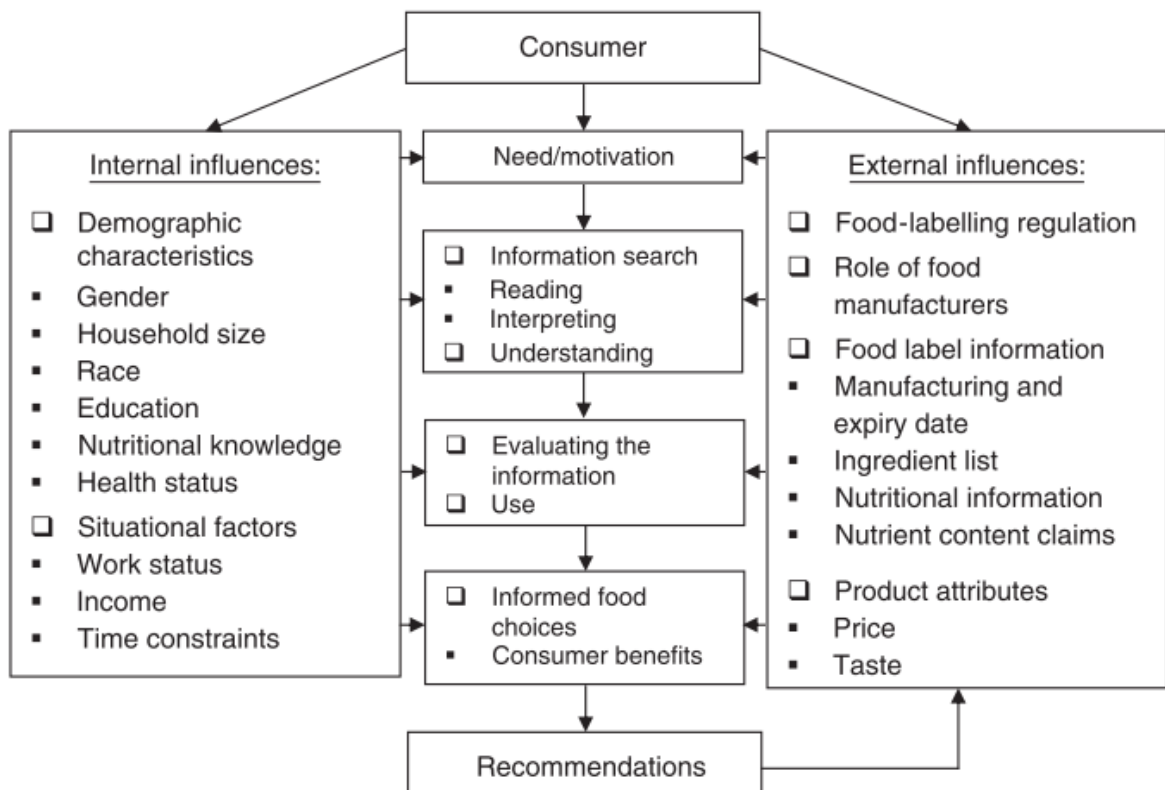 Consumer
Internal influences:
❑ Demographic
characteristics
▪ Gender
▪ Household size
▪ Race
▪ Education
▪ Nutritional knowledge
▪ Health status
❑ Situational factors
▪ Work status
▪ Income
▪ Time constraints
Need/motivation
❑ Information search
▪ Reading
▪ Interpreting
❑ Understanding
❑ Evaluating the
information
❑ Use
❑ Informed food
choices
▪ Consumer benefits
External influences:
❑ Food-labelling regulation
❑ Role of food
manufacturers
❑ Food label information
▪ Manufacturing and
expiry date
▪ Ingredient list
▪ Nutritional information
▪ Nutrient content claims
❑ Product attributes
▪ Price
▪ Taste
Recommendations